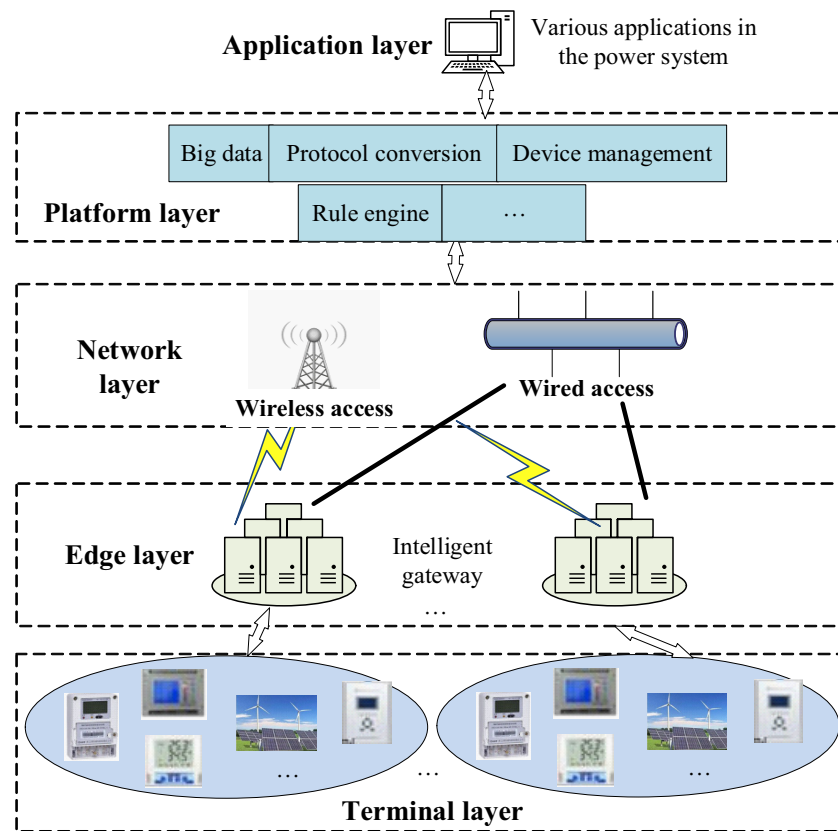 Application layer
Various applications in
the power system
Big data
Protocol conversion
Device management
Platform layer
Rule engine
…
Network
layer
Wireless access
Wired access
Edge layer
Intelligent
gateway
…
…
…
…
Terminal layer